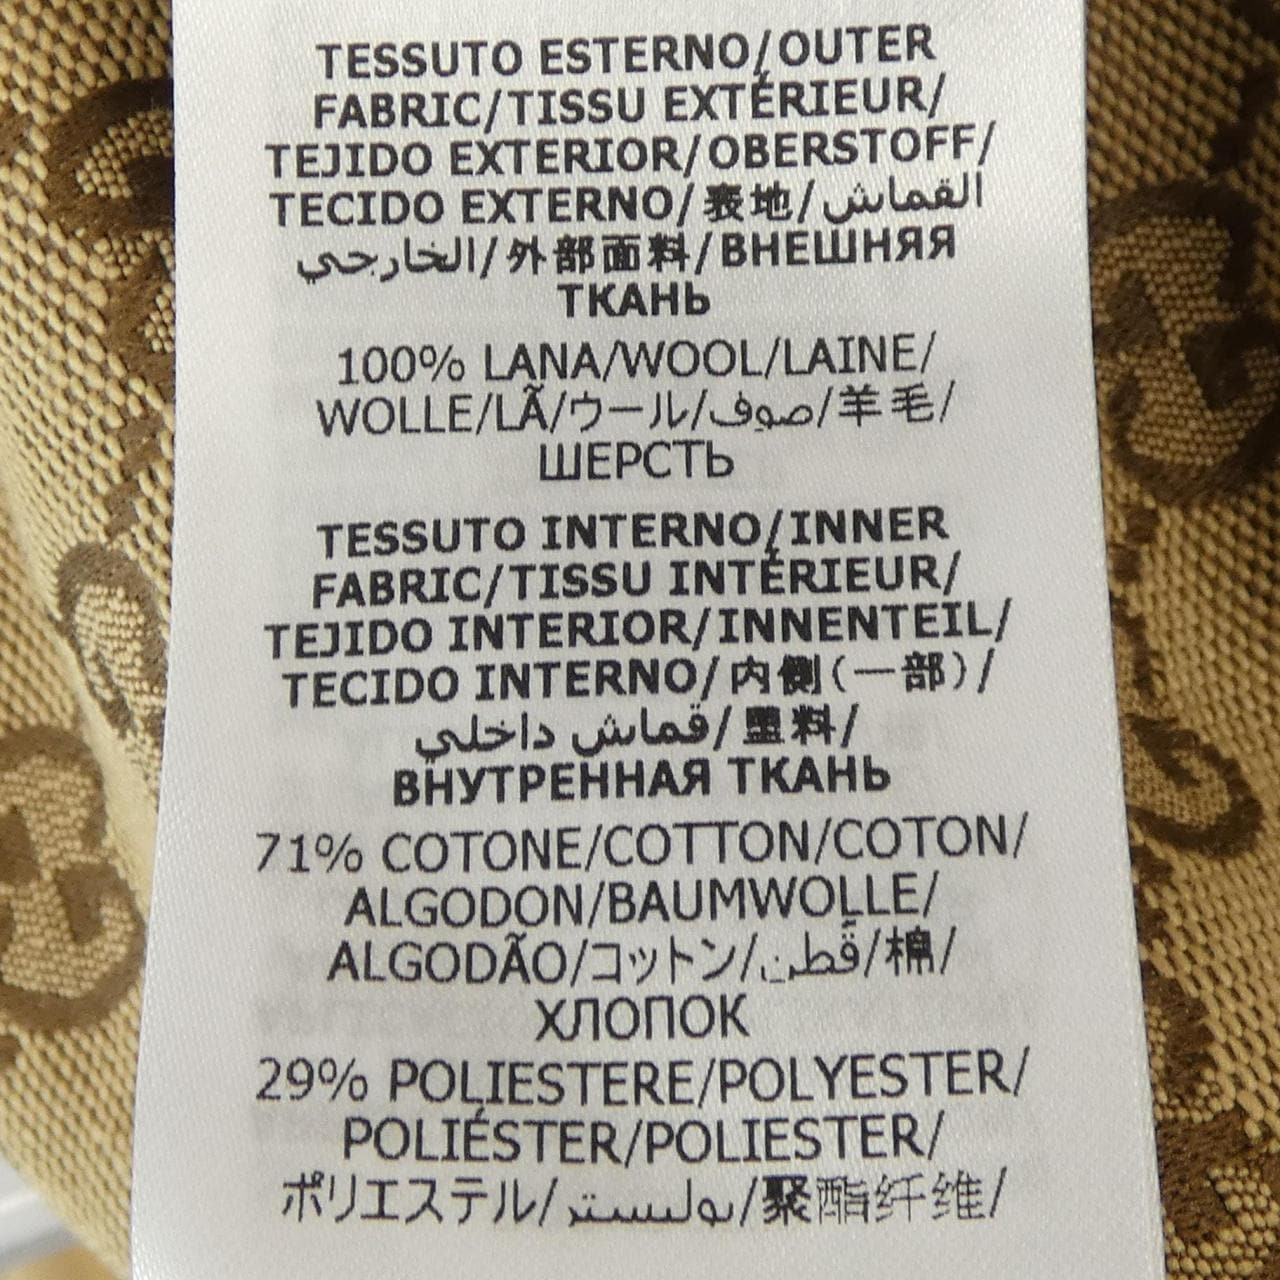 TESSUTO ESTERNO/OUTER
FABRIC/TISSU EXTÉRIEUR/
TEJIDO EXTERIOR/OBERSTOFF/
TECIDO EXTERNO/表地/القماش
الخارجي/外部面料/ВНЕШНЯЯ
ТКАНЬ
100% LANA/WOOL/LAINE/
WOLLE/LÃ/ウール/صوف/羊毛/
ШЕРСТЬ
TESSUTO INTERNO/INNER
FABRIC/TISSU INTÉRIEUR/
TEJIDO INTERIOR/INNENTEIL/
TECIDO INTERNO/内側(一部)/
قماش داخلي/里料/
ВНУТРЕННАЯ ТКАНЬ
71% COTONE/COTTON/COTON/
ALGODON/BAUMWOLLE/
ALGODÃO/コットン/قطن/棉/
ХЛОПОК
29% POLIESTERE/POLYESTER/
POLIÉSTER/POLIESTER/
ポリエステル/بوليستر/聚酯纤维/